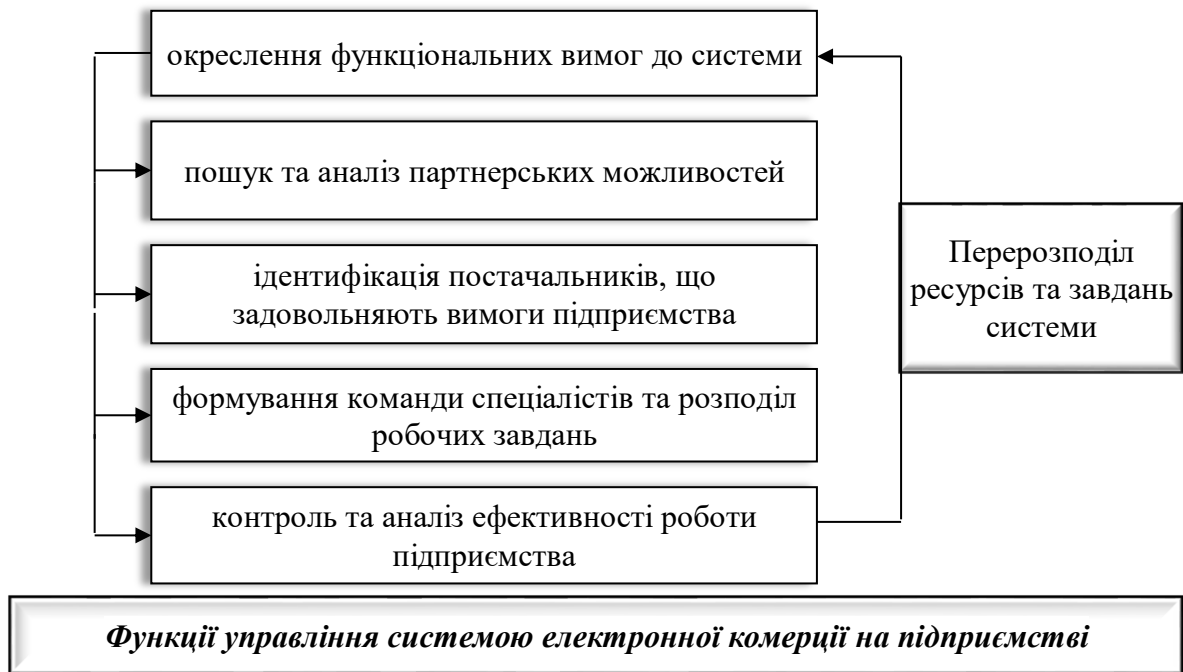 окреслення функціональних вимог до системи
пошук та аналіз партнерських можливостей
ідентифікація постачальників, що
задовольняють вимоги підприємства
формування команди спеціалістів та розподіл
робочих завдань
контроль та аналіз ефективності роботи
підприємства
Перерозподіл
ресурсів та завдань
системи
Функції управління системою електронної комерції на підприємстві